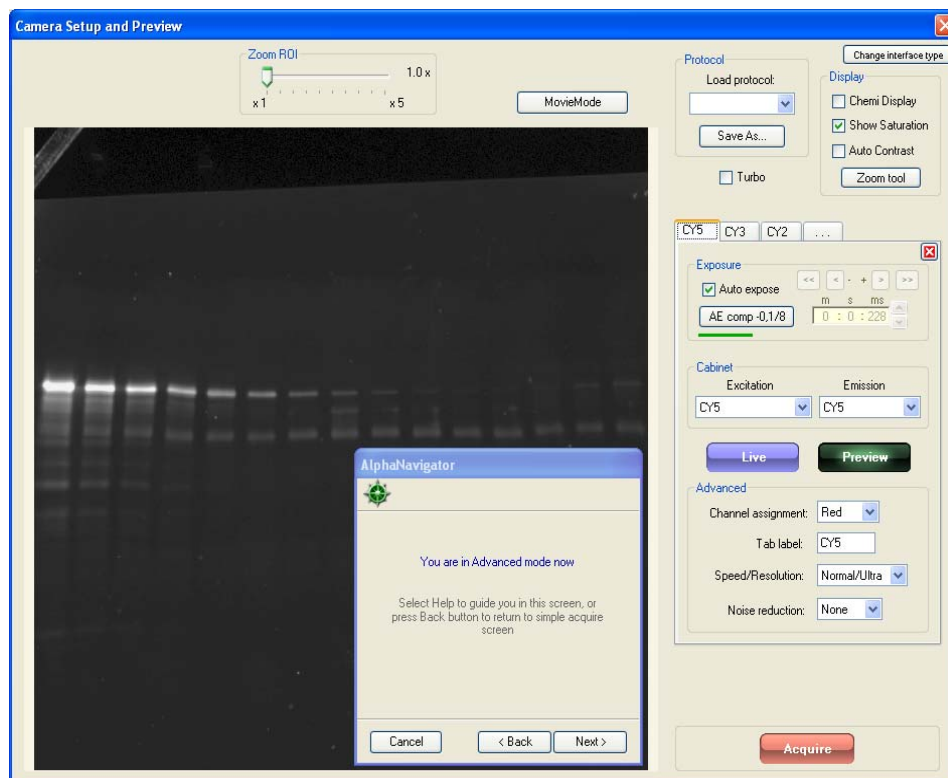 Camera Setup and Preview
Zoom ROI
1.0 x
x 1
x 5
MovieMode
Protocol
Load protocol:
Save As...
Turbo
Change interface type
Display
Chemi Display
Show Saturation
Auto Contrast
Zoom tool
CY5
CY3
CY2
...
Exposure
Auto expose
<< < - + > >>
AE comp -0,1/8
m s ms
0 : 0 : 228
Cabinet
Excitation
Emission
CY5
CY5
Live
Preview
Advanced
Channel assignment: Red
Tab label: CY5
Speed/Resolution: Normal/Ultra
Noise reduction: None
Acquire
AlphaNavigator
You are in Advanced mode now
Select Help to guide you in this screen, or
press Back button to return to simple acquire
screen
Cancel
< Back
Next >